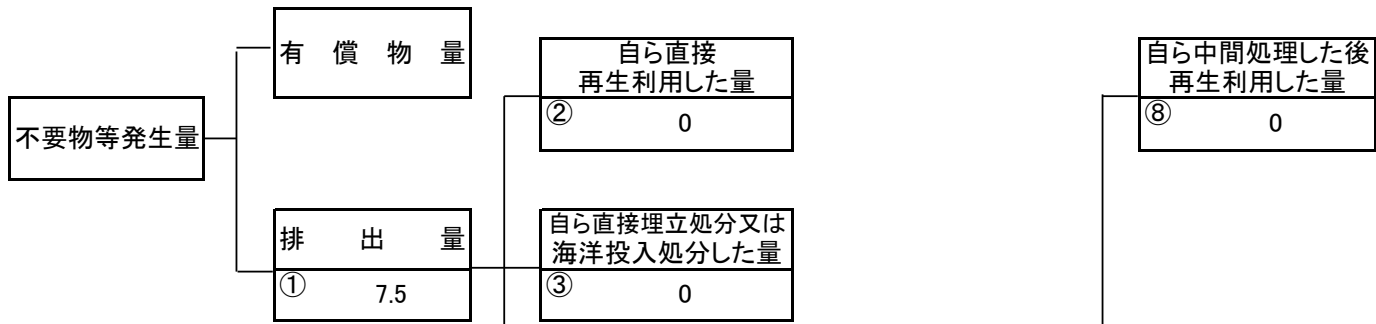 不要物等発生量
有償物量
排出量
① 7.5
自ら直接
再生利用した量
② 0
自ら直接埋立処分又は
海洋投入処分した量
③ 0
自ら中間処理した後
再生利用した量
⑧ 0